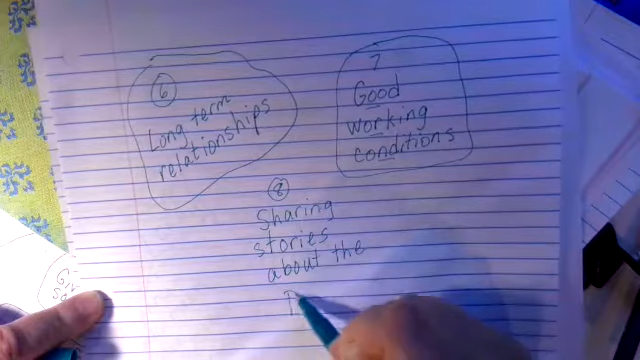 6
Long term
relationships
7
Good
working
conditions
8
Sharing
stories
about the